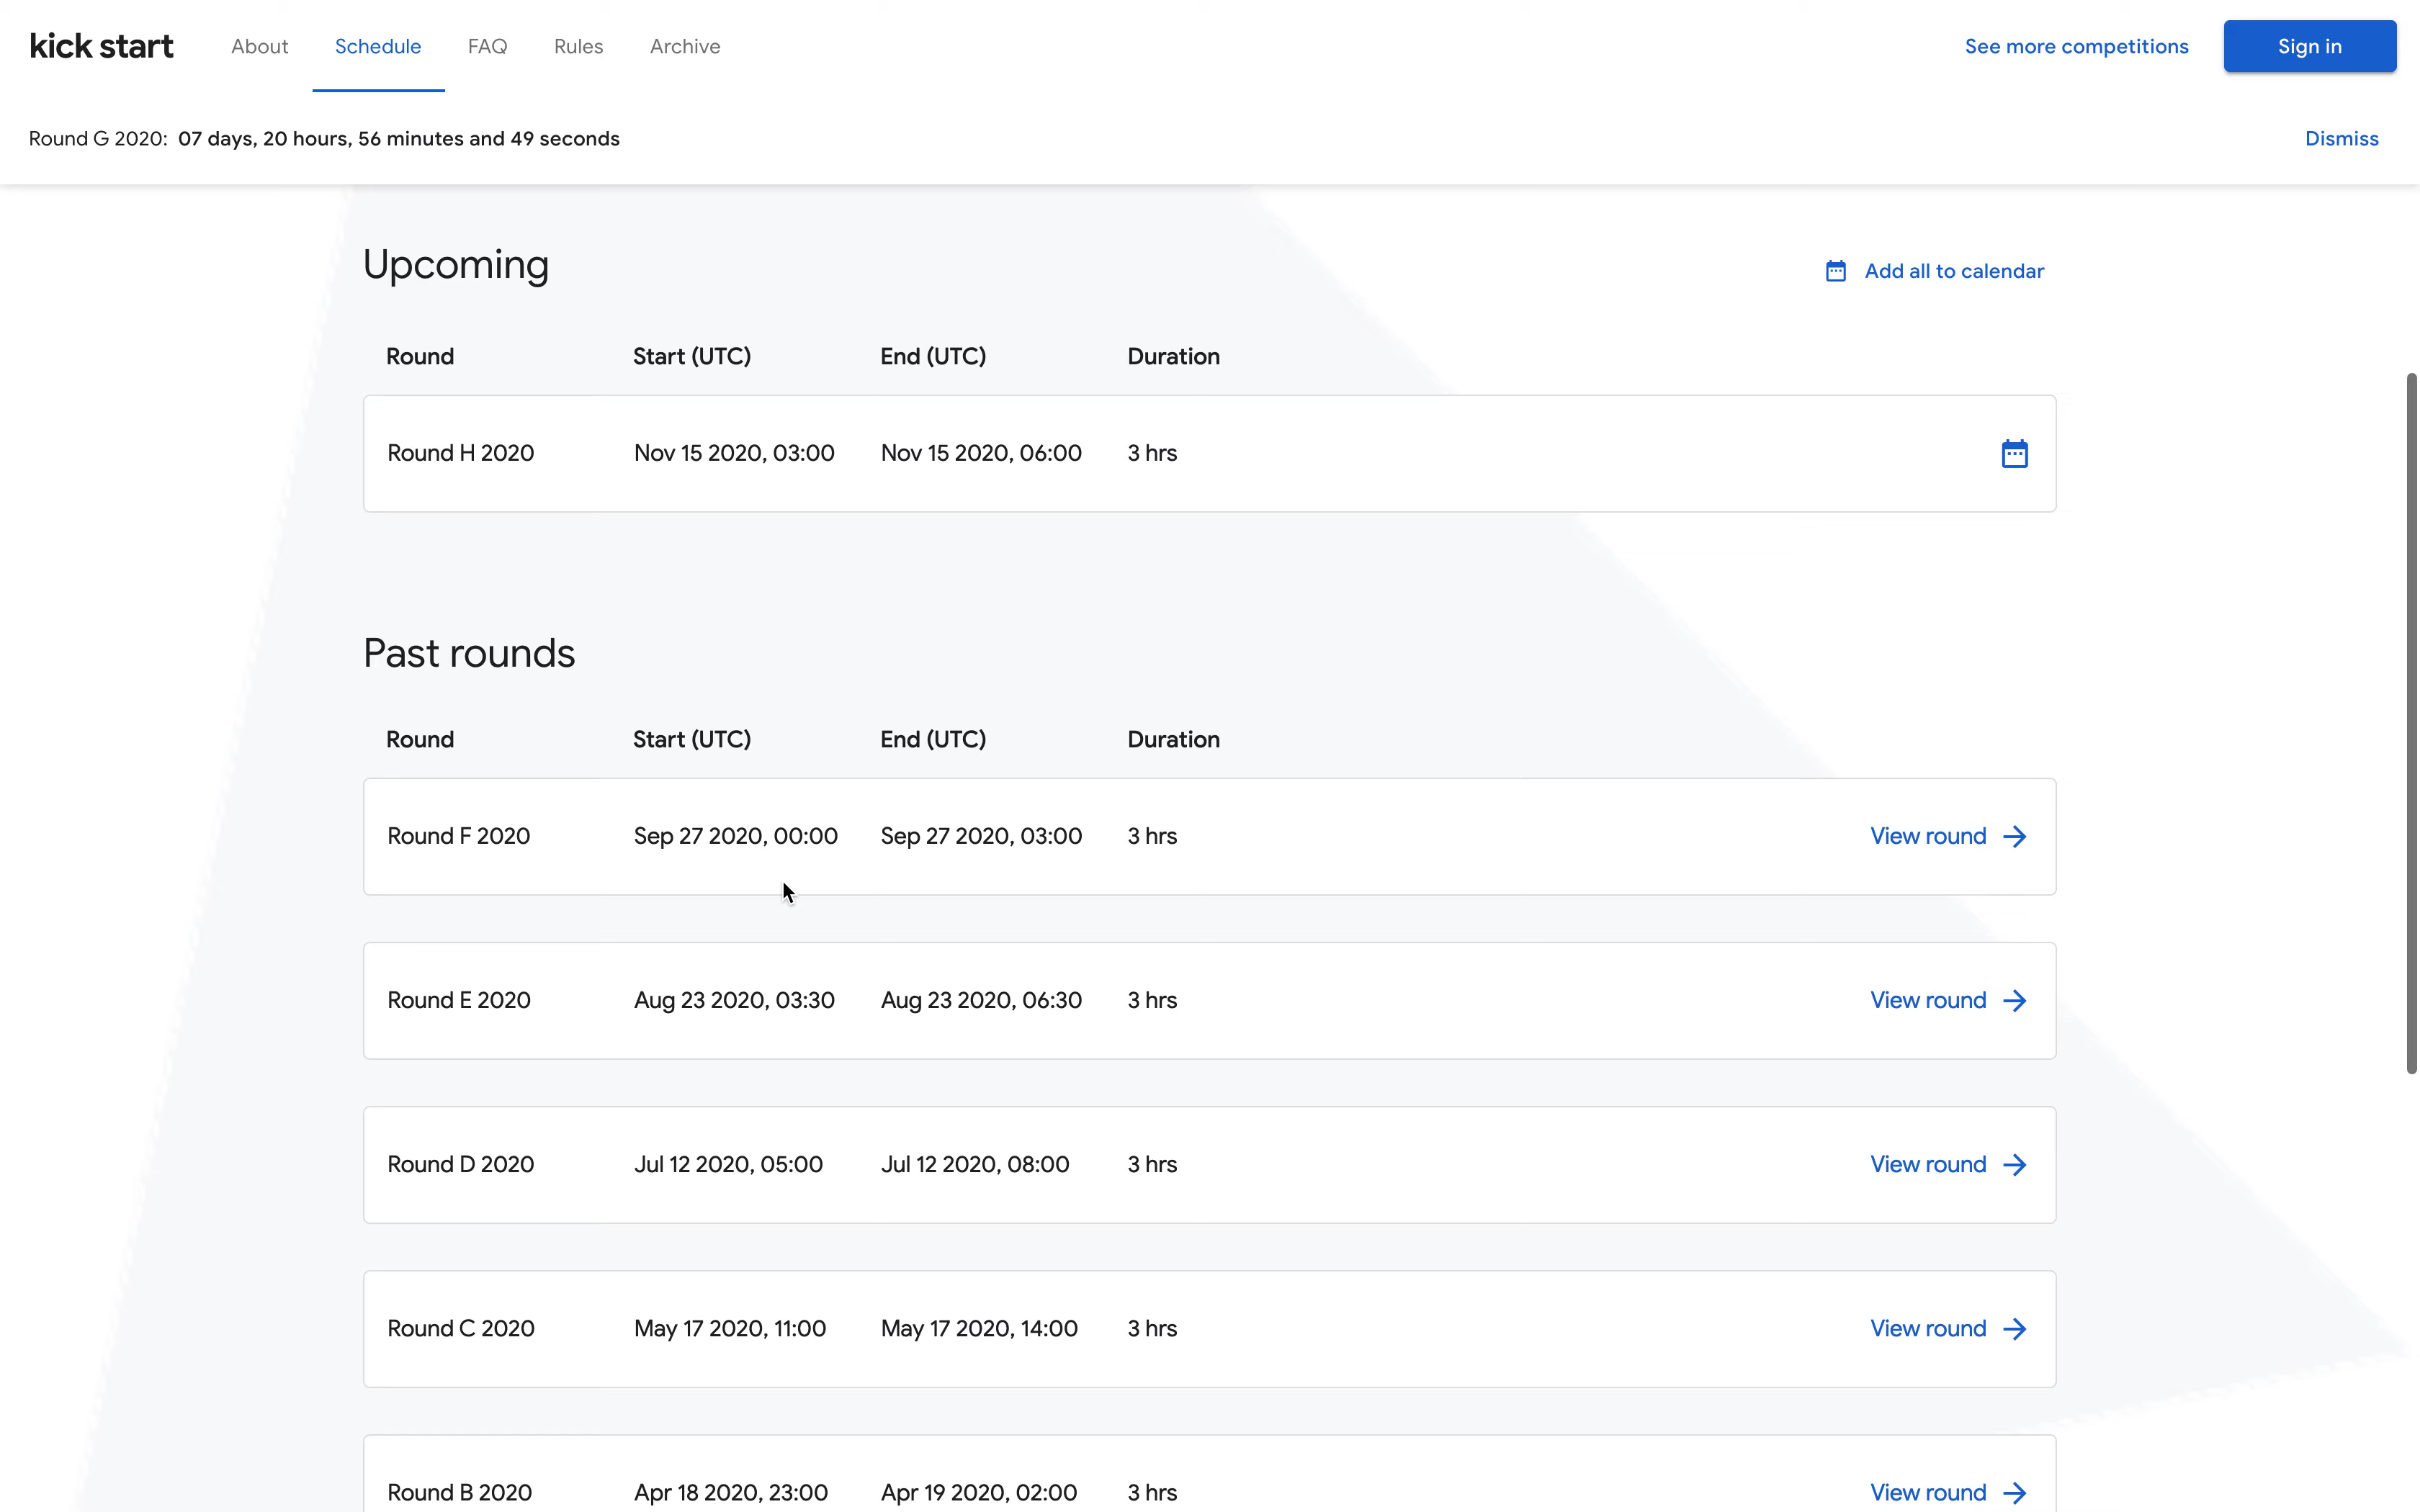 kick start About Schedule FAQ Rules Archive See more competitions Sign in
Round G 2020: 07 days, 20 hours, 56 minutes and 49 seconds Dismiss
Upcoming Add all to calendar
Round Start (UTC) End (UTC) Duration
Round H 2020 Nov 15 2020, 03:00 Nov 15 2020, 06:00 3 hrs
Past rounds
Round Start (UTC) End (UTC) Duration
Round F 2020 Sep 27 2020, 00:00 Sep 27 2020, 03:00 3 hrs View round
Round E 2020 Aug 23 2020, 03:30 Aug 23 2020, 06:30 3 hrs View round
Round D 2020 Jul 12 2020, 05:00 Jul 12 2020, 08:00 3 hrs View round
Round C 2020 May 17 2020, 11:00 May 17 2020, 14:00 3 hrs View round
Round B 2020 Apr 18 2020, 23:00 Apr 19 2020, 02:00 3 hrs View round